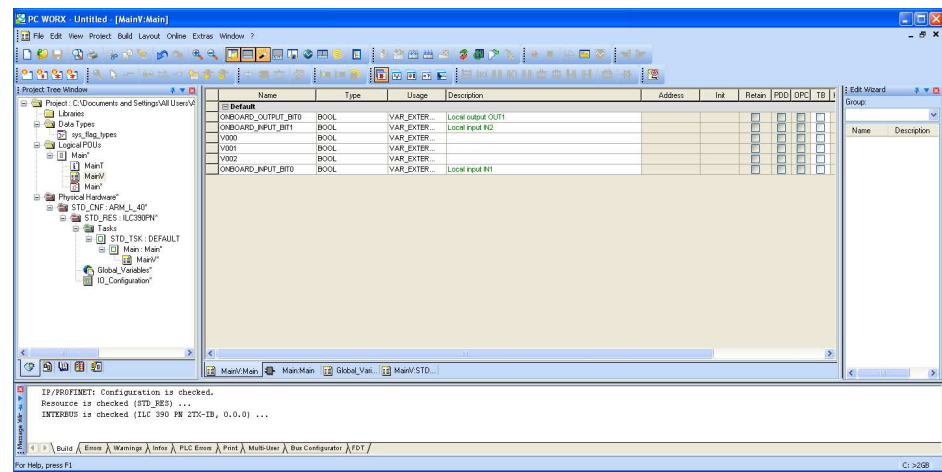 PC WORX - Untitled - [MainV:Main]
File Edit View Project Build Layout Online Extras Window ?
Project Tree Window
Project : C:\Documents and Settings\All Users\
Libraries
Data Types
sys_flag_types
Logical POUs
Main*
MainT
MainV
Main*
Physical Hardware*
STD_CNF : ARM_L_40*
STD_RES : ILC390PN*
Tasks
STD_TSK : DEFAULT
Main : Main*
MainV*
Global_Variables*
IO_Configuration*
Name Type Usage Description Address Init Retain PDD OPC TB
Default
ONBOARD_OUTPUT_BIT0 BOOL VAR_EXTER... Local output OUT1
ONBOARD_INPUT_BIT1 BOOL VAR_EXTER... Local input IN2
V000 BOOL VAR_EXTER...
V001 BOOL VAR_EXTER...
V002 BOOL VAR_EXTER...
ONBOARD_INPUT_BIT0 BOOL VAR_EXTER... Local input IN1
MainV:Main Main:Main Global_Vari... MainV:STD...
Edit Wizard
Group:
Name Description
Message Wir
IP/PROFINET: Configuration is checked.
Resource is checked (STD_RES) ...
INTERBUS is checked (ILC 390 PN 2TX-IB, 0.0.0) ...
Build Errors Warnings Infos PLC Errors Print Multi-User Bus Configurator FDT
For Help, press F1
C: >2GB